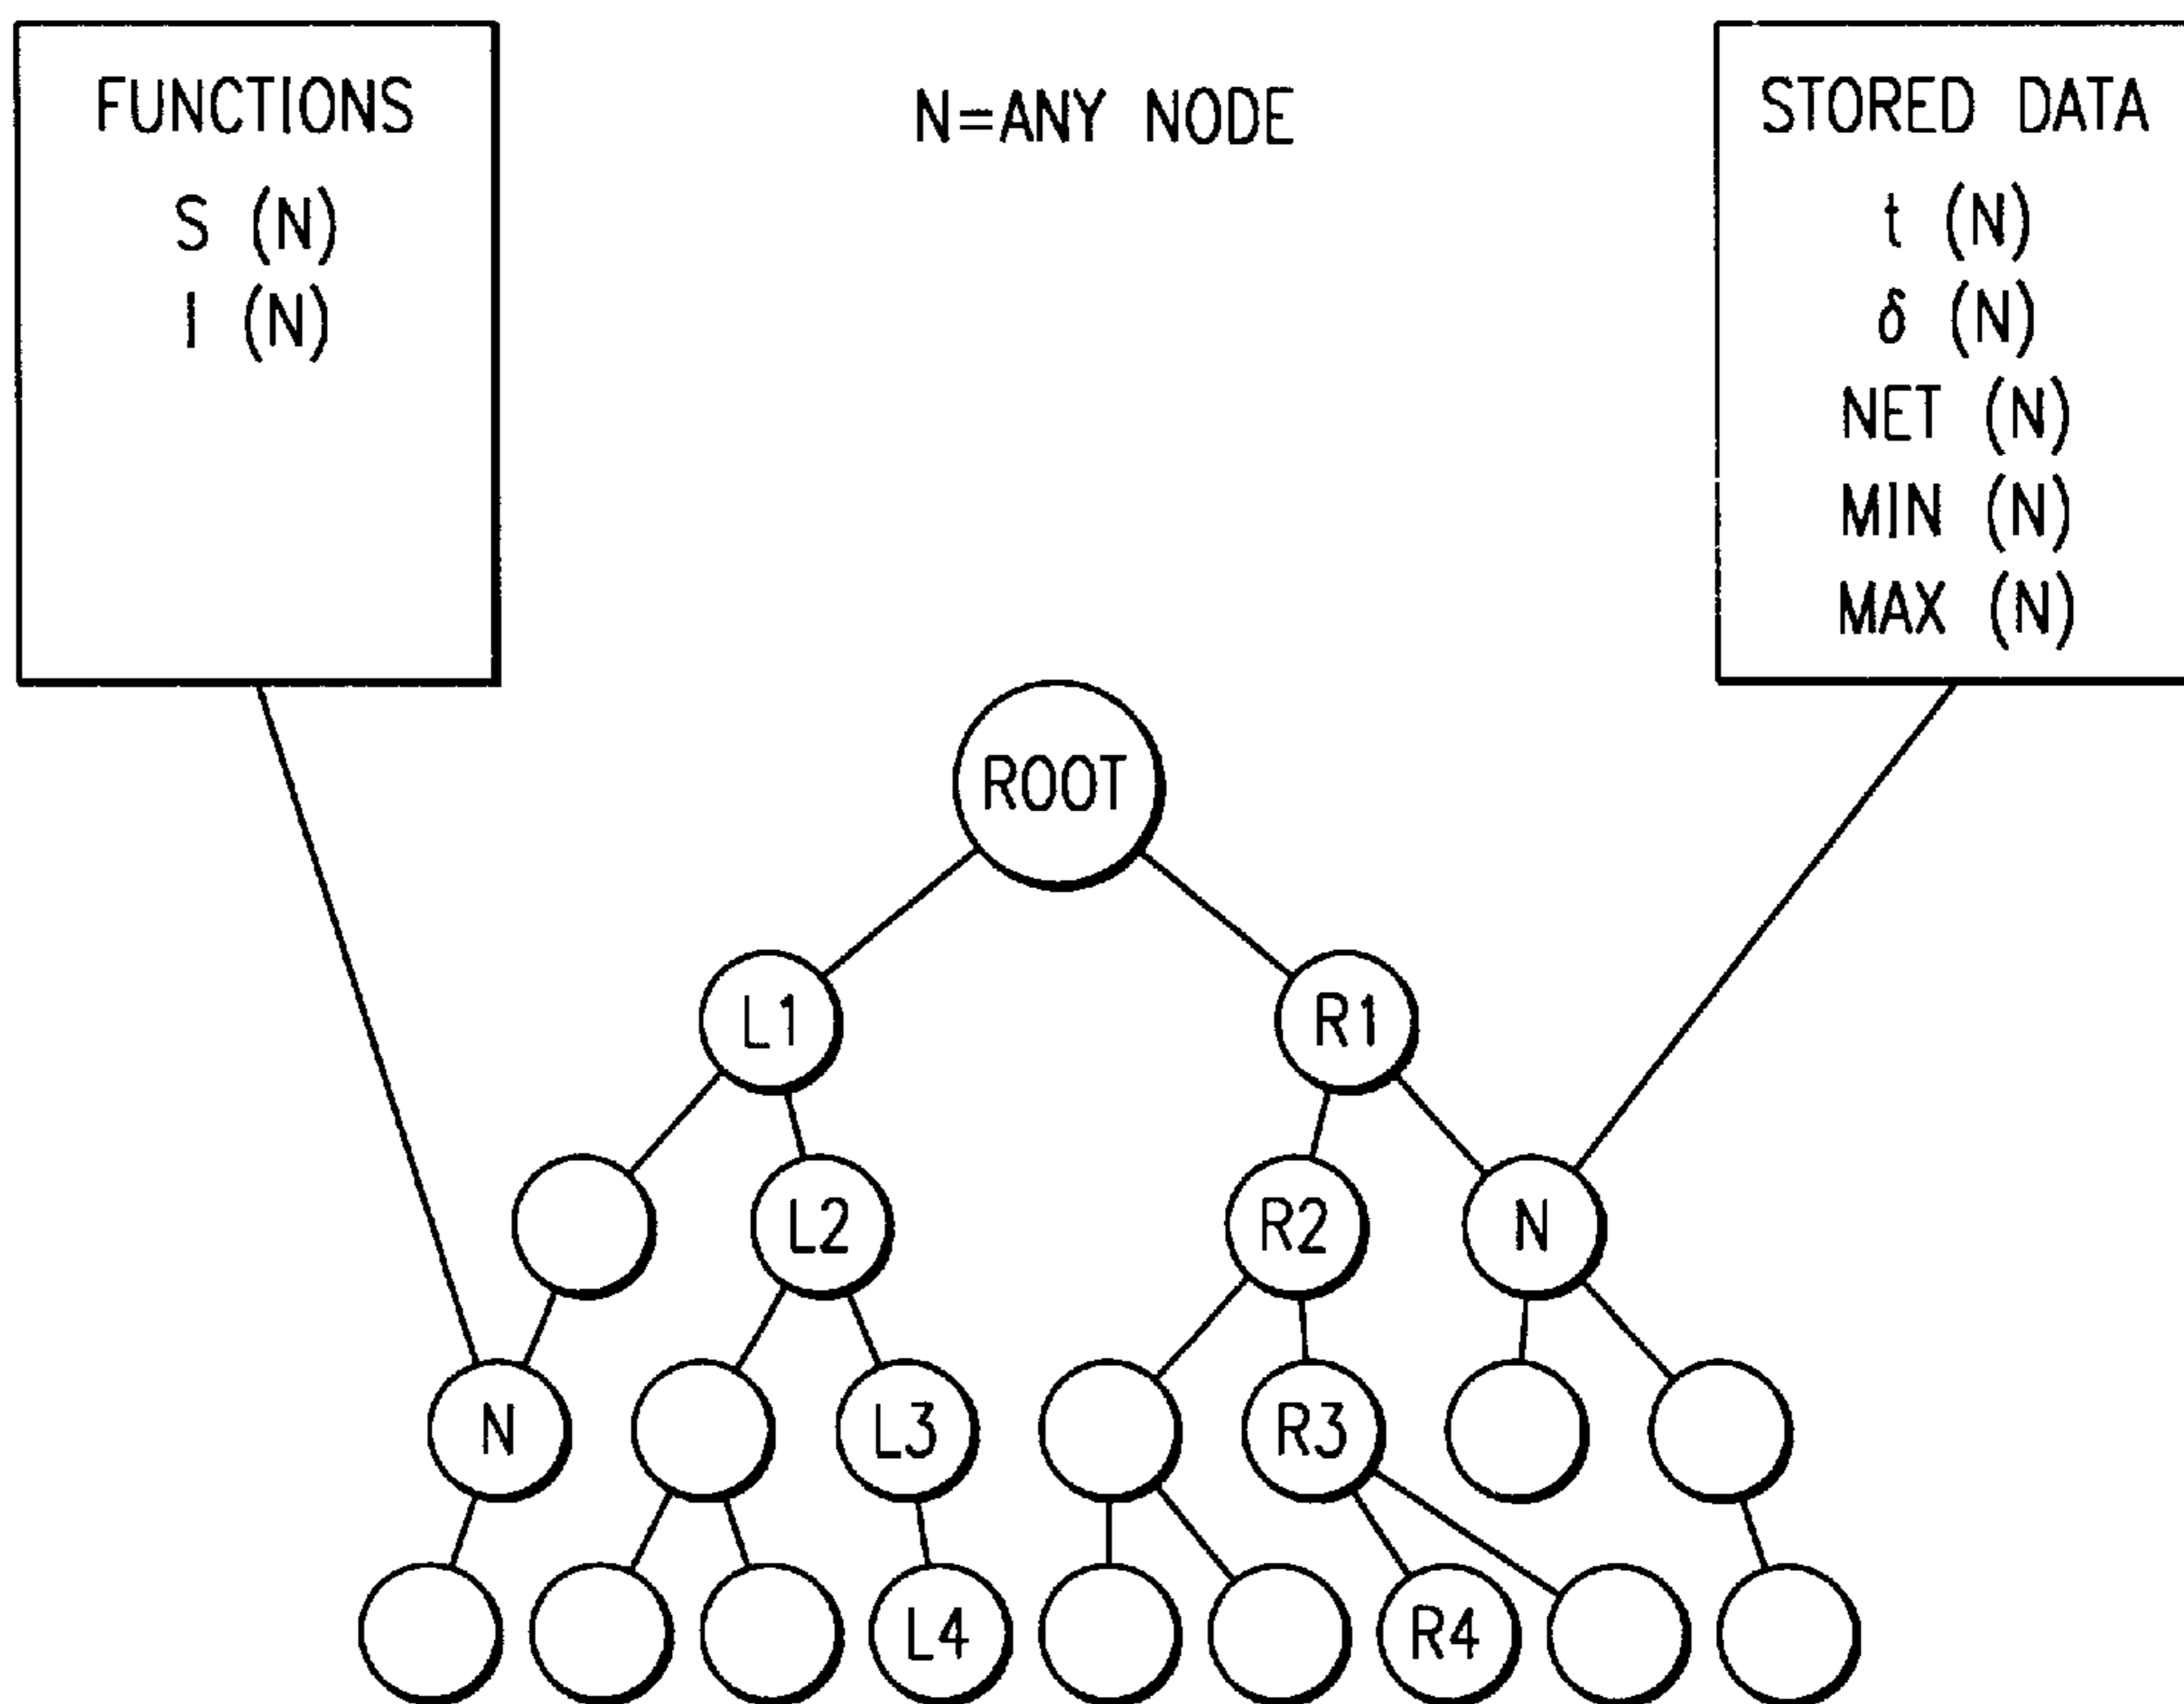 FUNCTIONS
S (N)
I (N)
N=ANY NODE
STORED DATA
t (N)
δ (N)
NET (N)
MIN (N)
MAX (N)
ROOT
L1
R1
L2
R2
N
N
L3
R3
L4
R4